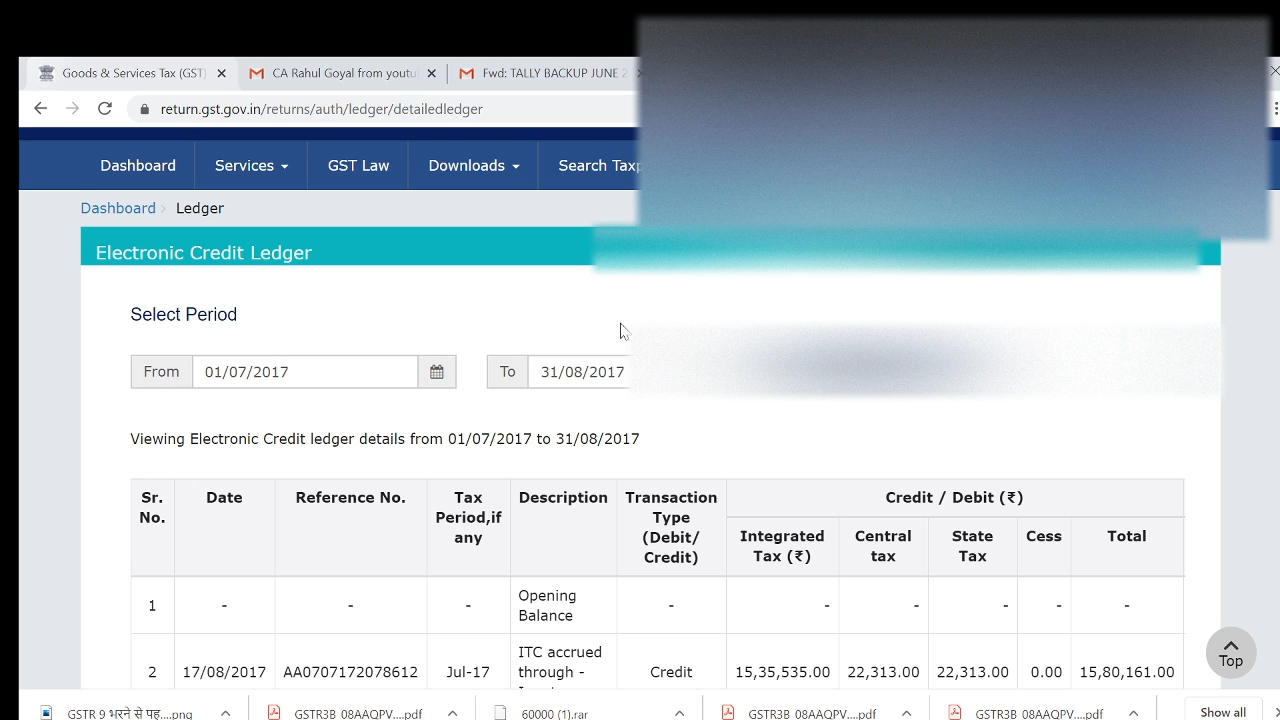 Goods & Services Tax (GST)
CA Rahul Goyal from youtu
Fwd: TALLY BACKUP JUNE 2
return.gst.gov.in/returns/auth/ledger/detailedledger
Dashboard Services GST Law Downloads Search Taxp
Dashboard > Ledger
Electronic Credit Ledger
Select Period
From 01/07/2017 To 31/08/2017
Viewing Electronic Credit ledger details from 01/07/2017 to 31/08/2017
Sr. No. Date Reference No. Tax Period,if any Description Transaction Type (Debit/ Credit) Credit / Debit (₹)
Integrated Tax (₹) Central tax State Tax Cess Total
1 - - - Opening Balance - - - - - -
2 17/08/2017 AA0707172078612 Jul-17 ITC accrued through - Credit 15,35,535.00 22,313.00 22,313.00 0.00 15,80,161.00
Top
GSTR 9 भरने से पह....png GSTR3B_08AAQPV....pdf 60000 (1).rar GSTR3B_08AAQPV....pdf GSTR3B_08AAQPV....pdf Show all